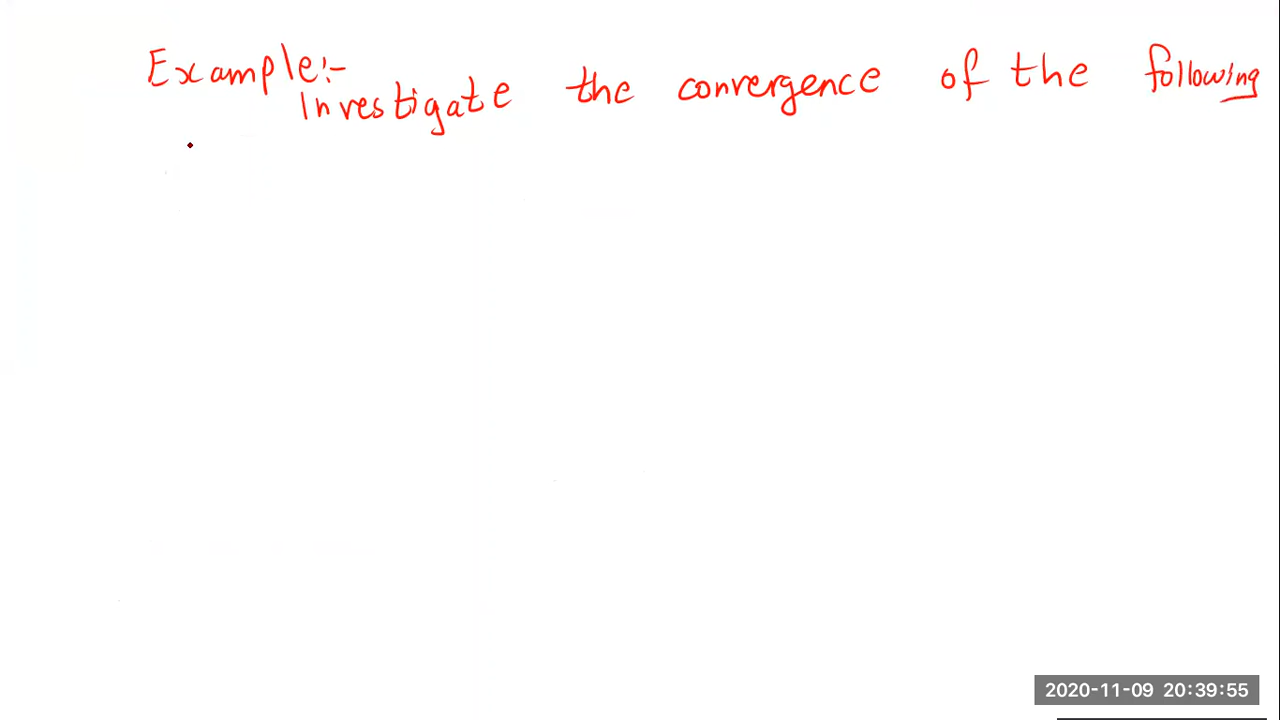 Example:-
Investigate the convergence of the following
2020-11-09 20:39:55